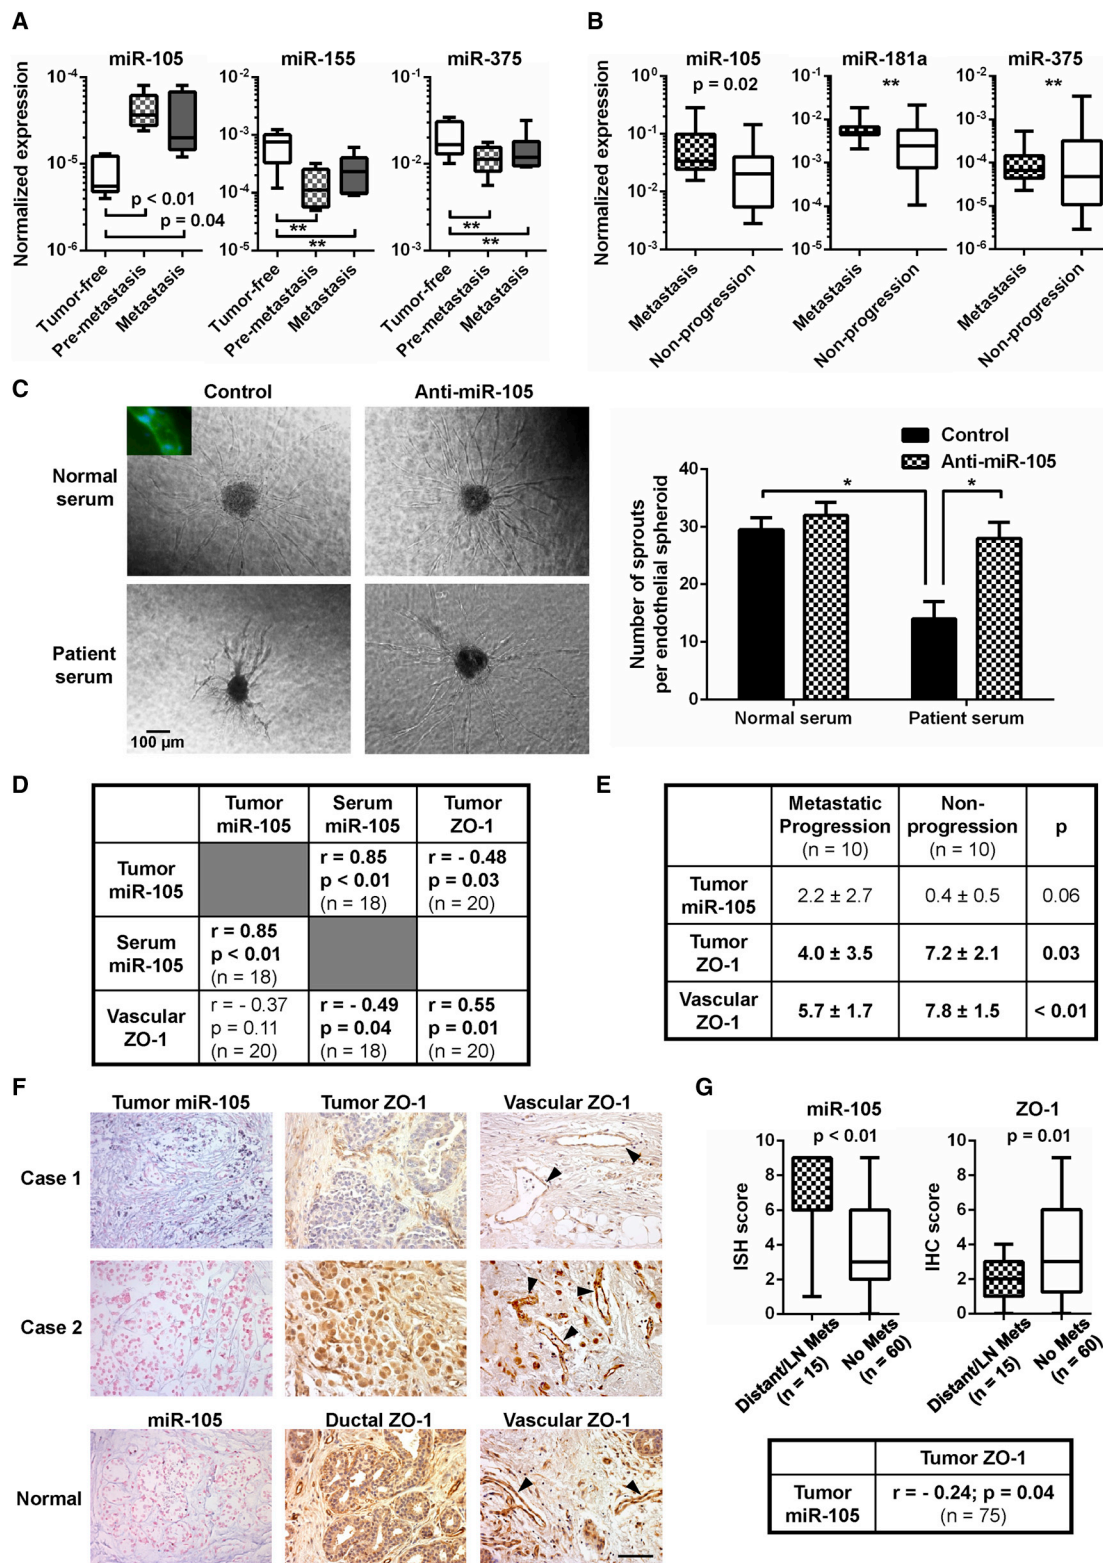 A
miR-105
miR-155
miR-375
Normalized expression
10-4
10-5
10-6
p < 0.01
p = 0.04
Tumor-free
Pre-metastasis
Metastasis
10-2
10-3
10-4
10-5
**
**
Tumor-free
Pre-metastasis
Metastasis
10-1
10-2
10-3
**
**
Tumor-free
Pre-metastasis
Metastasis
B
miR-105
miR-181a
miR-375
Normalized expression
100
10-1
10-2
10-3
p = 0.02
Metastasis
Non-progression
10-1
10-2
10-3
10-4
10-5
**
Metastasis
Non-progression
10-2
10-3
10-4
10-5
10-6
**
Metastasis
Non-progression
C
Control
Anti-miR-105
Normal serum
Patient serum
100 µm
Control
Anti-miR-105
Number of sprouts
per endothelial spheroid
40
30
20
10
0
*
*
Normal serum
Patient serum
D
Tumor miR-105
Serum miR-105
Tumor ZO-1
Tumor miR-105
r = 0.85
p < 0.01
(n = 18)
r = - 0.48
p = 0.03
(n = 20)
Serum miR-105
r = 0.85
p < 0.01
(n = 18)
Vascular ZO-1
r = - 0.37
p = 0.11
(n = 20)
r = - 0.49
p = 0.04
(n = 18)
r = 0.55
p = 0.01
(n = 20)
E
Metastatic Progression (n = 10)
Non-progression (n = 10)
p
Tumor miR-105
2.2 ± 2.7
0.4 ± 0.5
0.06
Tumor ZO-1
4.0 ± 3.5
7.2 ± 2.1
0.03
Vascular ZO-1
5.7 ± 1.7
7.8 ± 1.5
< 0.01
F
Tumor miR-105
Tumor ZO-1
Vascular ZO-1
Case 1
Case 2
miR-105
Ductal ZO-1
Vascular ZO-1
Normal
G
miR-105
p < 0.01
ISH score
10
8
6
4
2
0
Distant/LN Mets
(n = 15)
No Mets
(n = 60)
ZO-1
p = 0.01
IHC score
10
8
6
4
2
0
Distant/LN Mets
(n = 15)
No Mets
(n = 60)
Tumor ZO-1
Tumor miR-105
r = - 0.24; p = 0.04
(n = 75)